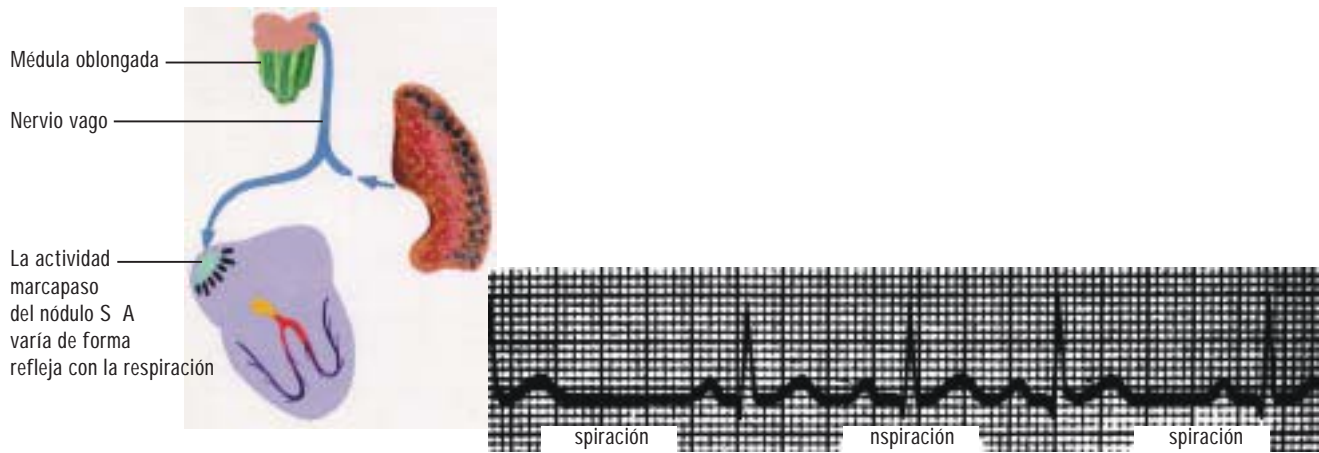 Médula oblongada
Nervio vago
La actividad
marcapaso
del nódulo S A
varía de forma
refleja con la respiración
spiración
nspiración
spiración